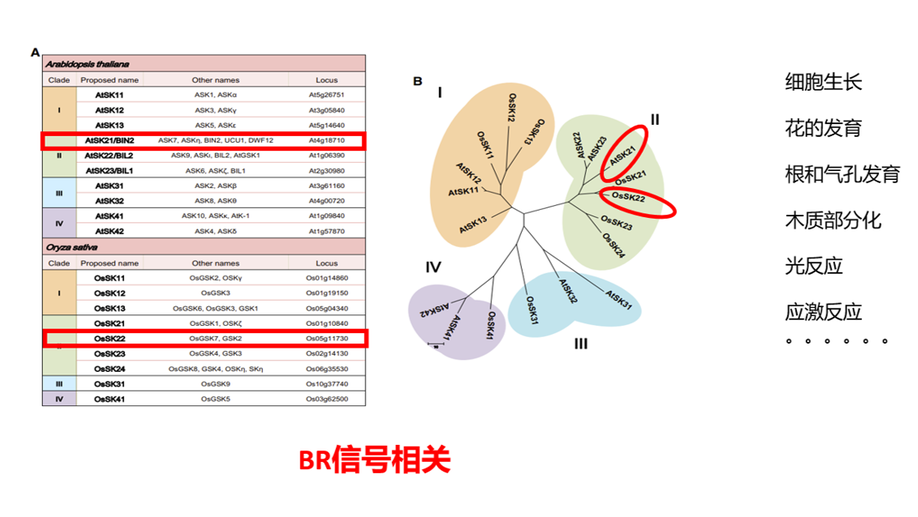 A
Arabidopsis thaliana
Clade Proposed name Other names Locus
I
AtSK11 ASK1, ASKα At5g26751
AtSK12 ASK3, ASKγ At3g05840
AtSK13 ASK5, ASKε At5g14640
II
AtSK21/BIN2 ASK7, ASKη, BIN2, UCU1, DWF12 At4g18710
AtSK22/BIL2 ASK9, ASKι, BIL2, AtGSK1 At1g06390
AtSK23/BIL1 ASK6, ASKζ, BIL1 At2g30980
III
AtSK31 ASK2, ASKβ At3g61160
AtSK32 ASK8, ASKθ At4g00720
IV
AtSK41 ASK10, ASKκ, AtK-1 At1g09840
AtSK42 ASK4, ASKδ At1g57870
Oryza sativa
Clade Proposed name Other names Locus
I
OsSK11 OsGSK2, OSKγ Os01g14860
OsSK12 OsGSK3 Os01g19150
OsSK13 OsGSK6, OsGSK3, GSK1 Os05g04340
OsSK21 OsGSK1, OSKζ Os01g10840
OsSK22 OsGSK7, GSK2 Os05g11730
OsSK23 OsGSK4, GSK3 Os02g14130
OsSK24 OsGSK8, GSK4, OSKη, SKη Os06g35530
III OsSK31 OsGSK9 Os10g37740
IV OsSK41 OsGSK5 Os03g62500
B
I
OsSK12
OsSK13
OsSK11
AtSK12
AtSK11
AtSK13
II
AtSK22
AtSK23
AtSK21
OsSK21
OsSK22
OsSK23
OsSK24
IV
AtSK42
AtSK41
OsSK41
OsSK31
AtSK32
AtSK31
III
细胞生长
花的发育
根和气孔发育
木质部分化
光反应
应激反应
。。。。。。
BR信号相关